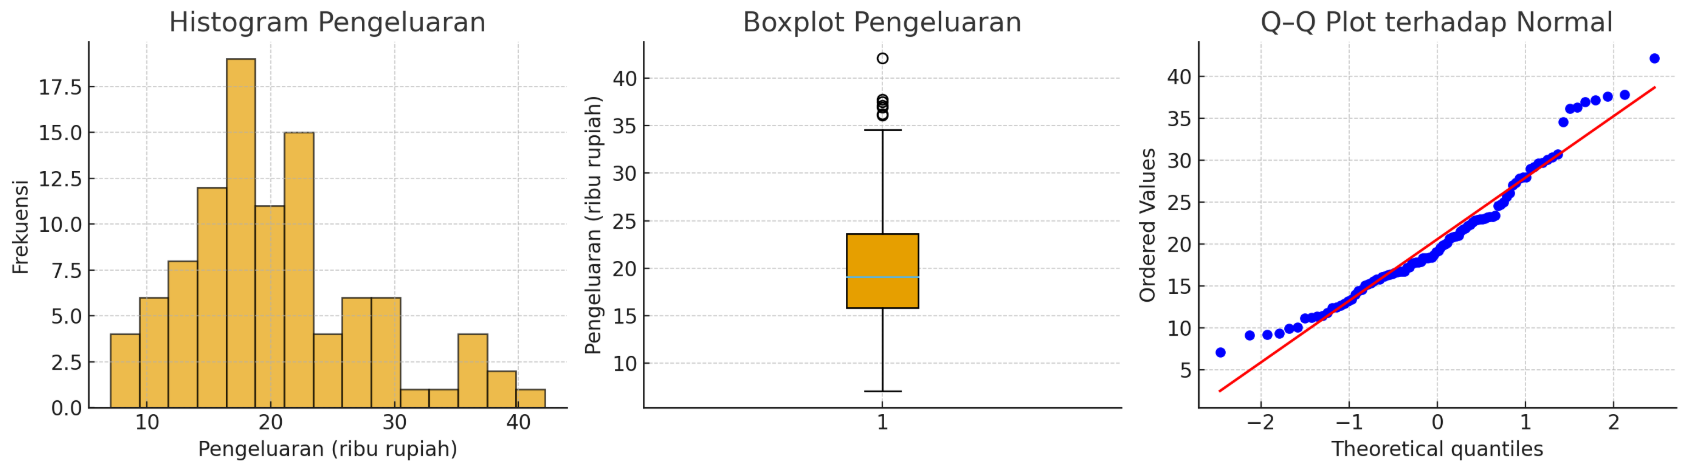 Histogram Pengeluaran
Frekuensi
17.5
15.0
12.5
10.0
7.5
5.0
2.5
0.0
10 20 30 40
Pengeluaran (ribu rupiah)
Boxplot Pengeluaran
Pengeluaran (ribu rupiah)
40
35
30
25
20
15
10
1
Q–Q Plot terhadap Normal
Ordered Values
40
35
30
25
20
15
10
5
−2 −1 0 1 2
Theoretical quantiles